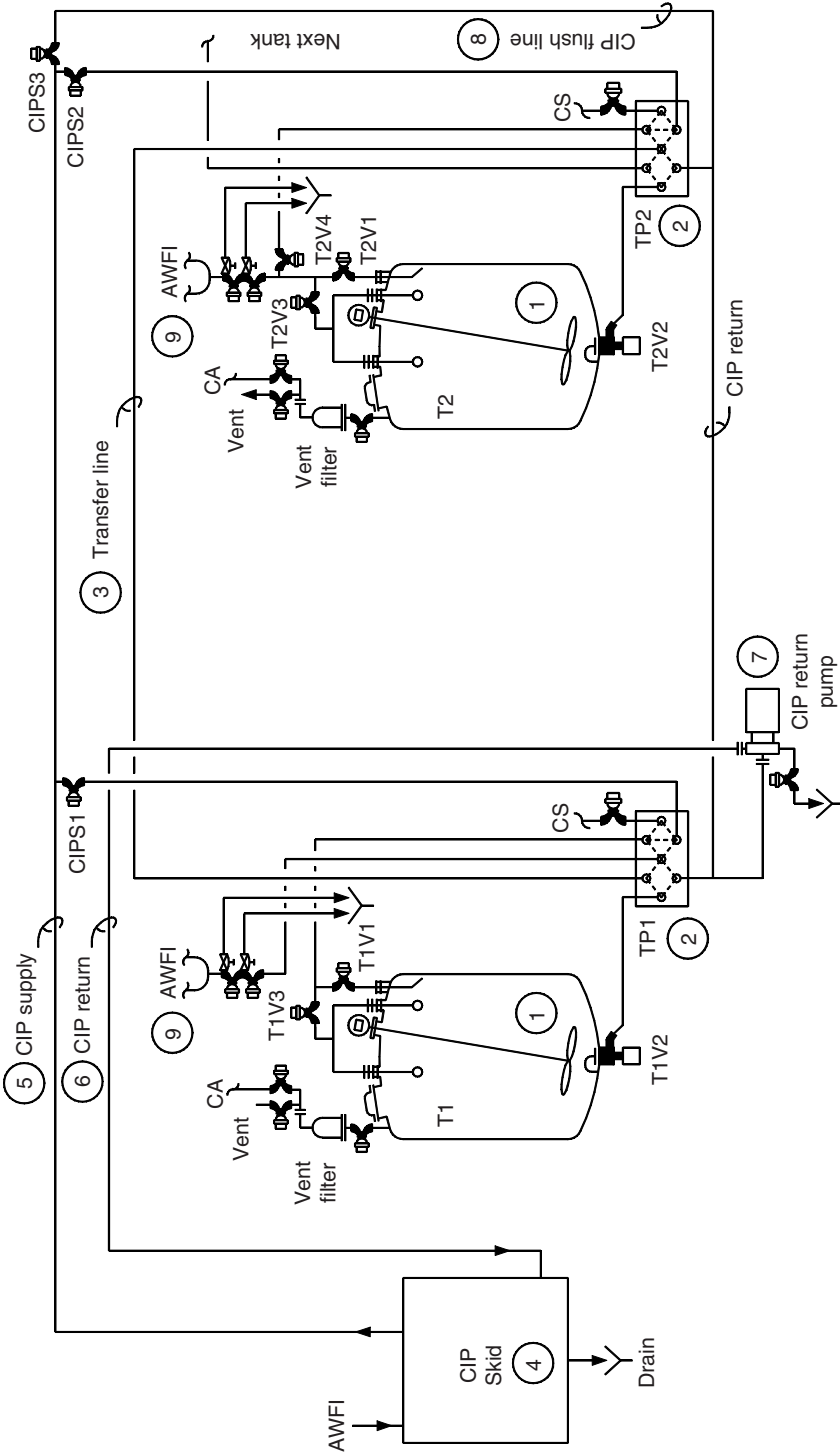 5
CIP supply
6
CIP return
CIPS1
CIPS3
CIPS2
3
Transfer line
Next tank
8
CIP flush line
9
AWFI
CA
Vent
Vent
filter
T1V3
T1V1
T1
1
T1V2
CS
TP1
2
9
AWFI
CA
Vent
Vent
filter
T2V3
T2V4
T2V1
T2
1
T2V2
CS
TP2
2
CIP return
7
CIP return
pump
AWFI
CIP
Skid
4
Drain